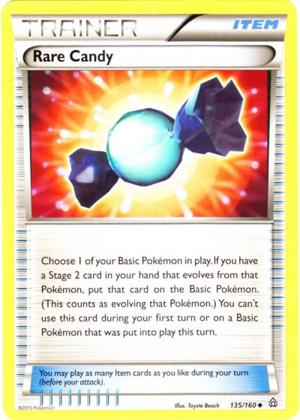 TRAINER ITEM
Rare Candy
Choose 1 of your Basic Pokémon in play. If you
have a Stage 2 card in your hand that evolves from that
Pokémon, put that card on the Basic Pokémon.
(This counts as evolving that Pokémon.) You can't
use this card during your first turn or on a Basic
Pokémon that was put into play this turn.
You may play as many Item cards as you like during your turn
(before your attack).
©2015 Pokémon
Illus. Toyste Beach 135/160